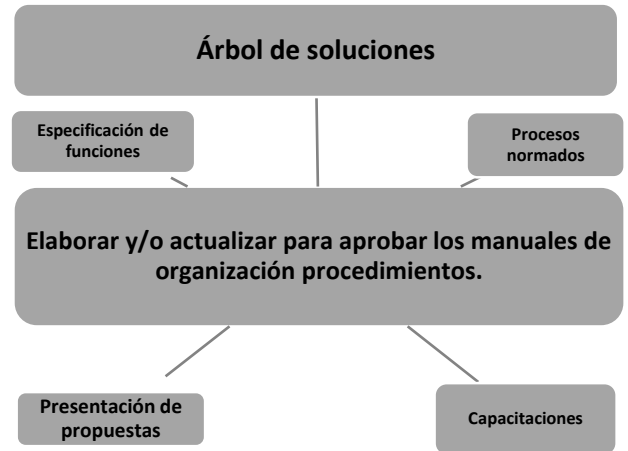 Árbol de soluciones
Especificación de
funciones
Procesos
normados
Elaborar y/o actualizar para aprobar los manuales de
organización procedimientos.
Presentación de
propuestas
Capacitaciones